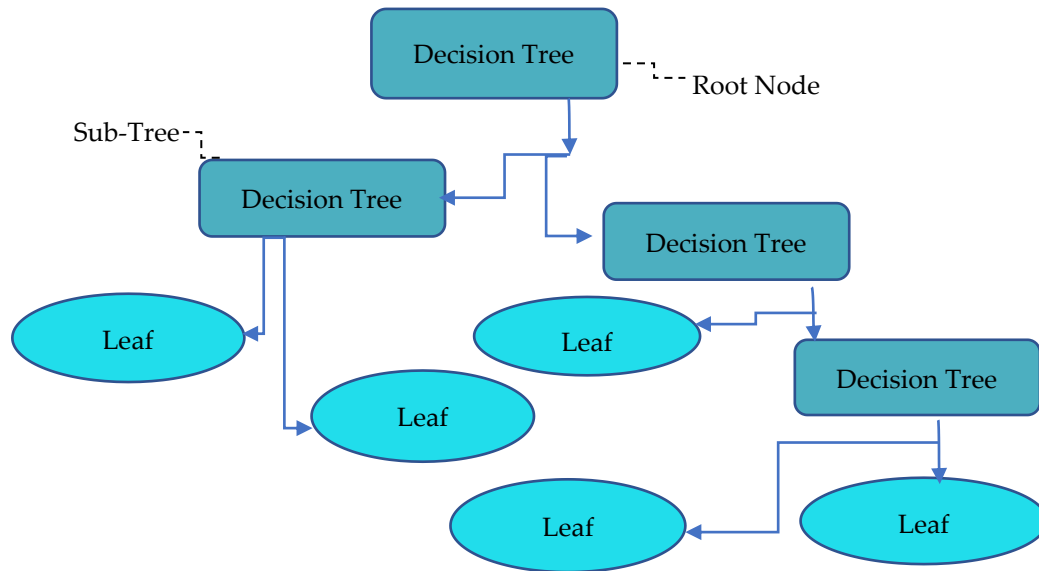 Decision Tree
Root Node
Sub-Tree
Decision Tree
Decision Tree
Leaf
Leaf
Decision Tree
Leaf
Leaf
Leaf